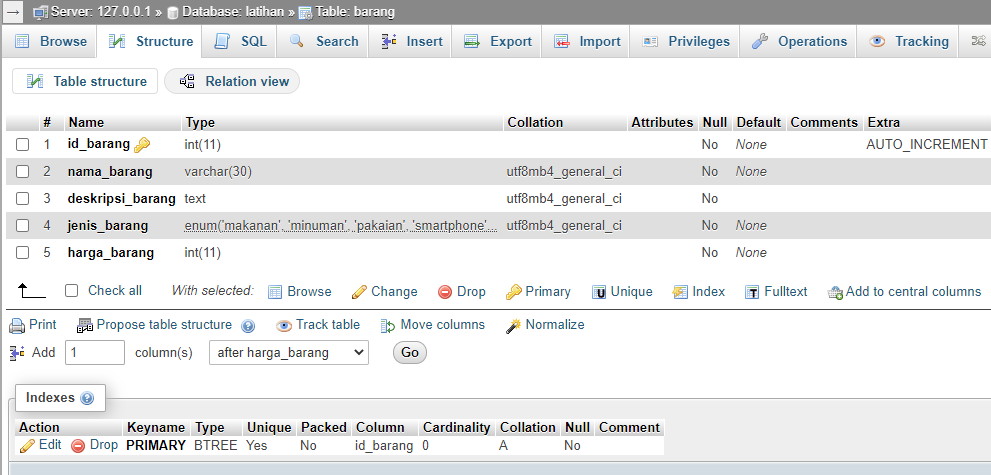 Server: 127.0.0.1 » Database: latihan » Table: barang
Browse Structure SQL Search Insert Export Import Privileges Operations Tracking
Table structure Relation view
# Name Type Collation Attributes Null Default Comments Extra
1 id_barang int(11) No None AUTO_INCREMENT
2 nama_barang varchar(30) utf8mb4_general_ci No None
3 deskripsi_barang text utf8mb4_general_ci No
4 jenis_barang enum('makanan', 'minuman', 'pakaian', 'smartphone'... utf8mb4_general_ci No None
5 harga_barang int(11) No None
Check all With selected: Browse Change Drop Primary Unique Index Fulltext Add to central columns
Print Propose table structure Track table Move columns Normalize
Add 1 column(s) after harga_barang Go
Indexes
Action Keyname Type Unique Packed Column Cardinality Collation Null Comment
Edit Drop PRIMARY BTREE Yes No id_barang 0 A No